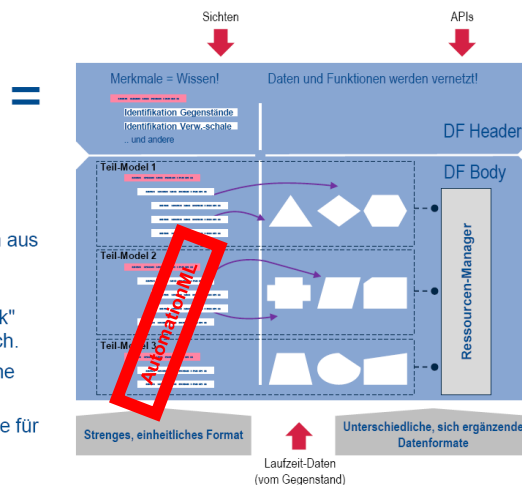 Sichten
APIs
=
Merkmale = Wissen!
Daten und Funktionen werden vernetzt!
Identifikation Gegenstände
Identifikation Verw.-schale
... und andere
DF Header
DF Body
Teil-Model 1
aus
Teil-Model 2
k"
ch.
ne
Teil-Model 3
e für
AutomationML
Ressourcen-Manager
Strenges, einheitliches Format
Unterschiedliche, sich ergänzende
Datenformate
Laufzeit-Daten
(vom Gegenstand)